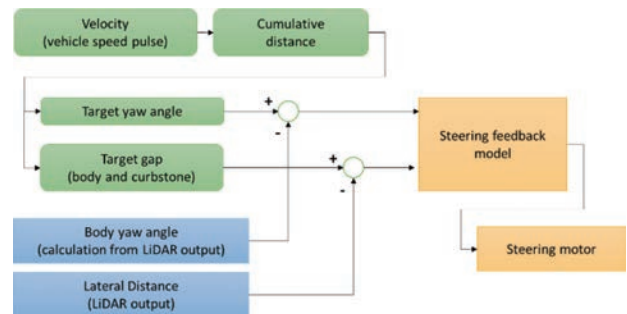 Velocity
(vehicle speed pulse)
Cumulative
distance
Target yaw angle
+
-
Target gap
(body and curbstone)
+
-
Steering feedback
model
Body yaw angle
(calculation from LiDAR output)
Steering motor
Lateral Distance
(LiDAR output)